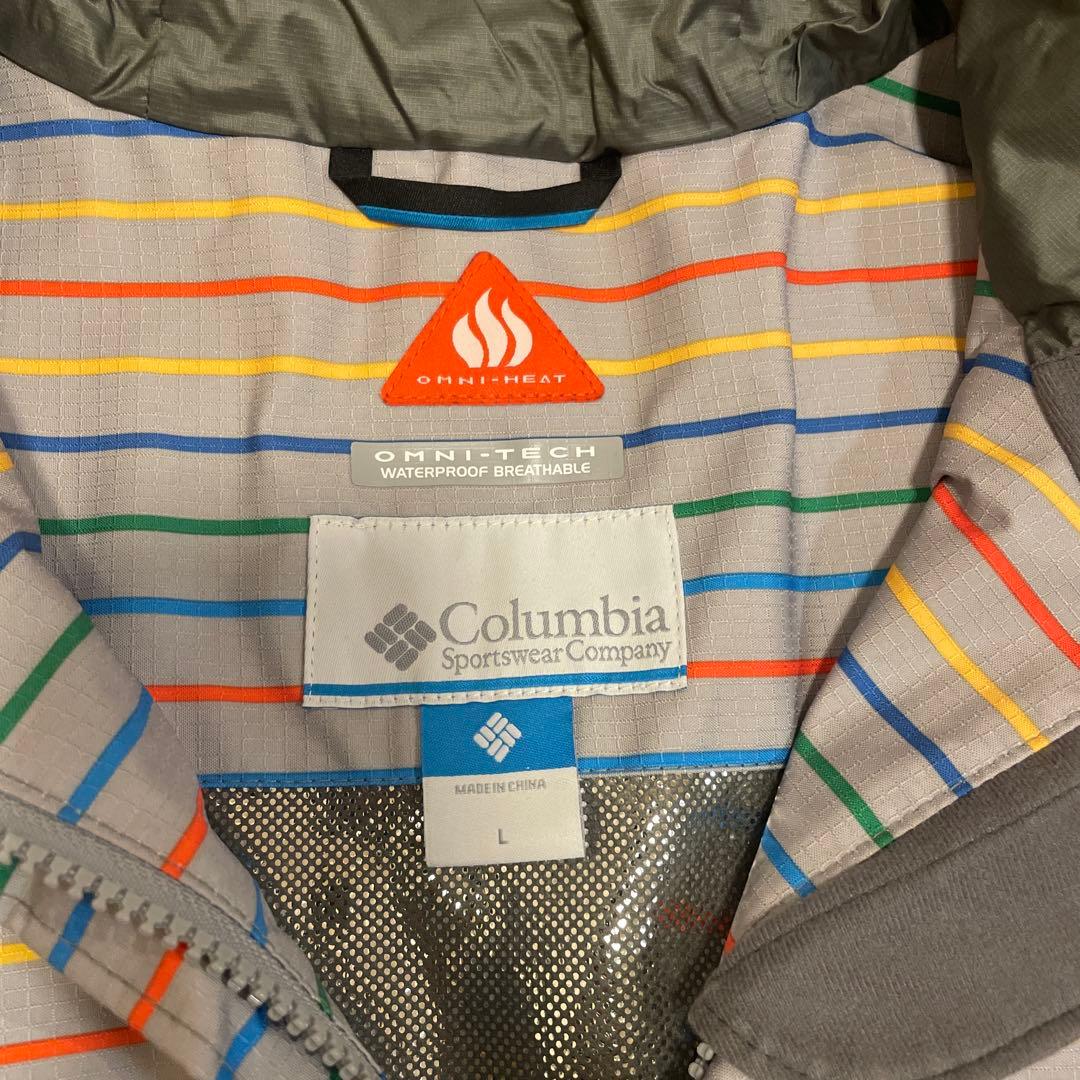 OMNI-HEAT
OMNI-TECH
WATERPROOF BREATHABLE
Columbia
Sportswear Company
MADE IN CHINA
L